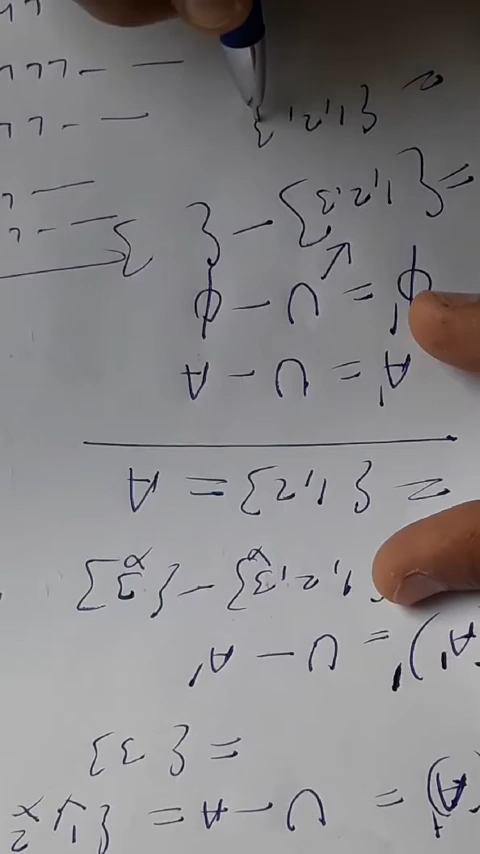 (A)' = U - A = {1, 2
= {3}
A')' = U - A'
1, 2, 3} - {3}
= {1, 2} = A
A' = U - A
φ' = U - φ
= {1, 2, 3} - { }
= {1, 2, 3